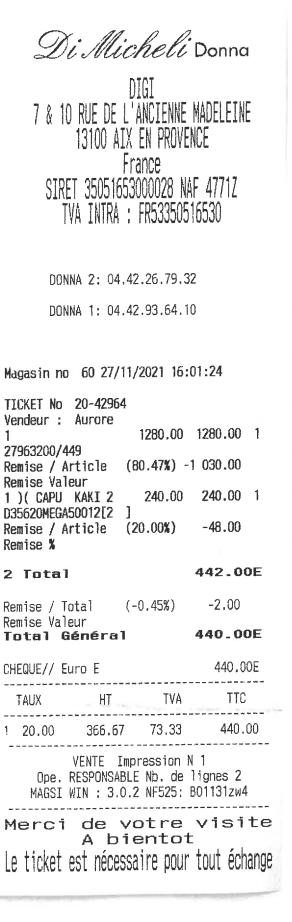 Di Micheli Donna
DIGI
7 & 10 RUE DE L'ANCIENNE MADELEINE
13100 AIX EN PROVENCE
France
SIRET 35051653000028 NAF 4771Z
TVA INTRA : FR53350516530
DONNA 2: 04.42.26.79.32
DONNA 1: 04.42.93.64.10
Magasin no 60 27/11/2021 16:01:24
TICKET No 20-42964
Vendeur : Aurore
1 1280.00 1280.00 1
27963200/449
Remise / Article (80.47%) -1 030.00
Remise Valeur
1 )( CAPU KAKI 2 240.00 240.00 1
D35620MEGA50012[2 ]
Remise / Article (20.00%) -48.00
Remise %
2 Total 442.00E
Remise / Total (-0.45%) -2.00
Remise Valeur
Total Général 440.00E
CHEQUE// Euro E 440.00E
TAUX HT TVA TTC
1 20.00 366.67 73.33 440.00
VENTE Impression N 1
Ope. RESPONSABLE Nb. de lignes 2
MAGSI WIN : 3.0.2 NF525: B01131zw4
Merci de votre visite
A bientot
Le ticket est nécessaire pour tout échange